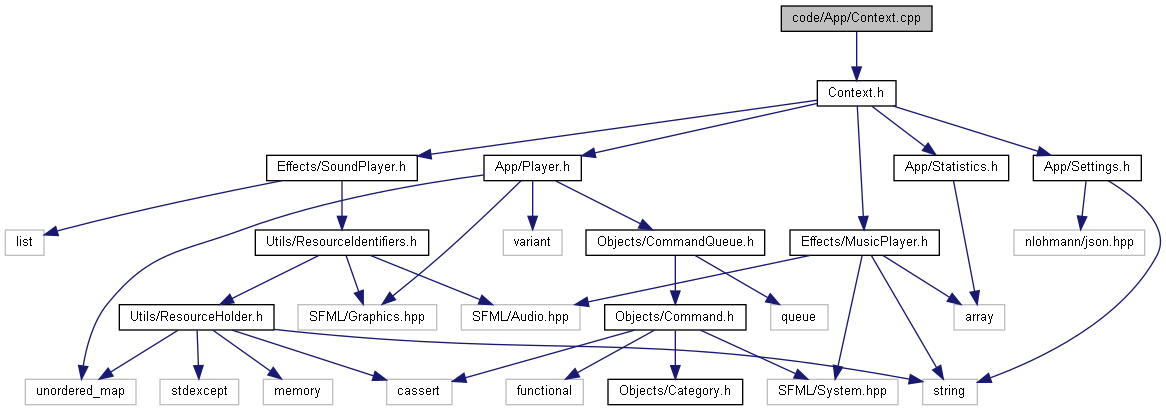 code/App/Context.cpp
Context.h
Effects/SoundPlayer.h
App/Player.h
App/Statistics.h
App/Settings.h
list
Utils/ResourceIdentifiers.h
variant
Objects/CommandQueue.h
Effects/MusicPlayer.h
nlohmann/json.hpp
Utils/ResourceHolder.h
SFML/Graphics.hpp
SFML/Audio.hpp
Objects/Command.h
queue
array
unordered_map
stdexcept
memory
cassert
functional
Objects/Category.h
SFML/System.hpp
string